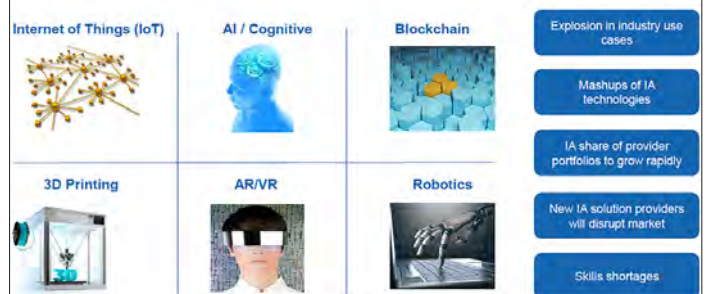 Internet of Things (IoT)
AI / Cognitive
Blockchain
3D Printing
AR/VR
Robotics
3D
Explosion in industry use
cases
Mashups of IA
technologies
IA share of provider
portfolios to grow rapidly
New IA solution providers
will disrupt market
Skills shortages